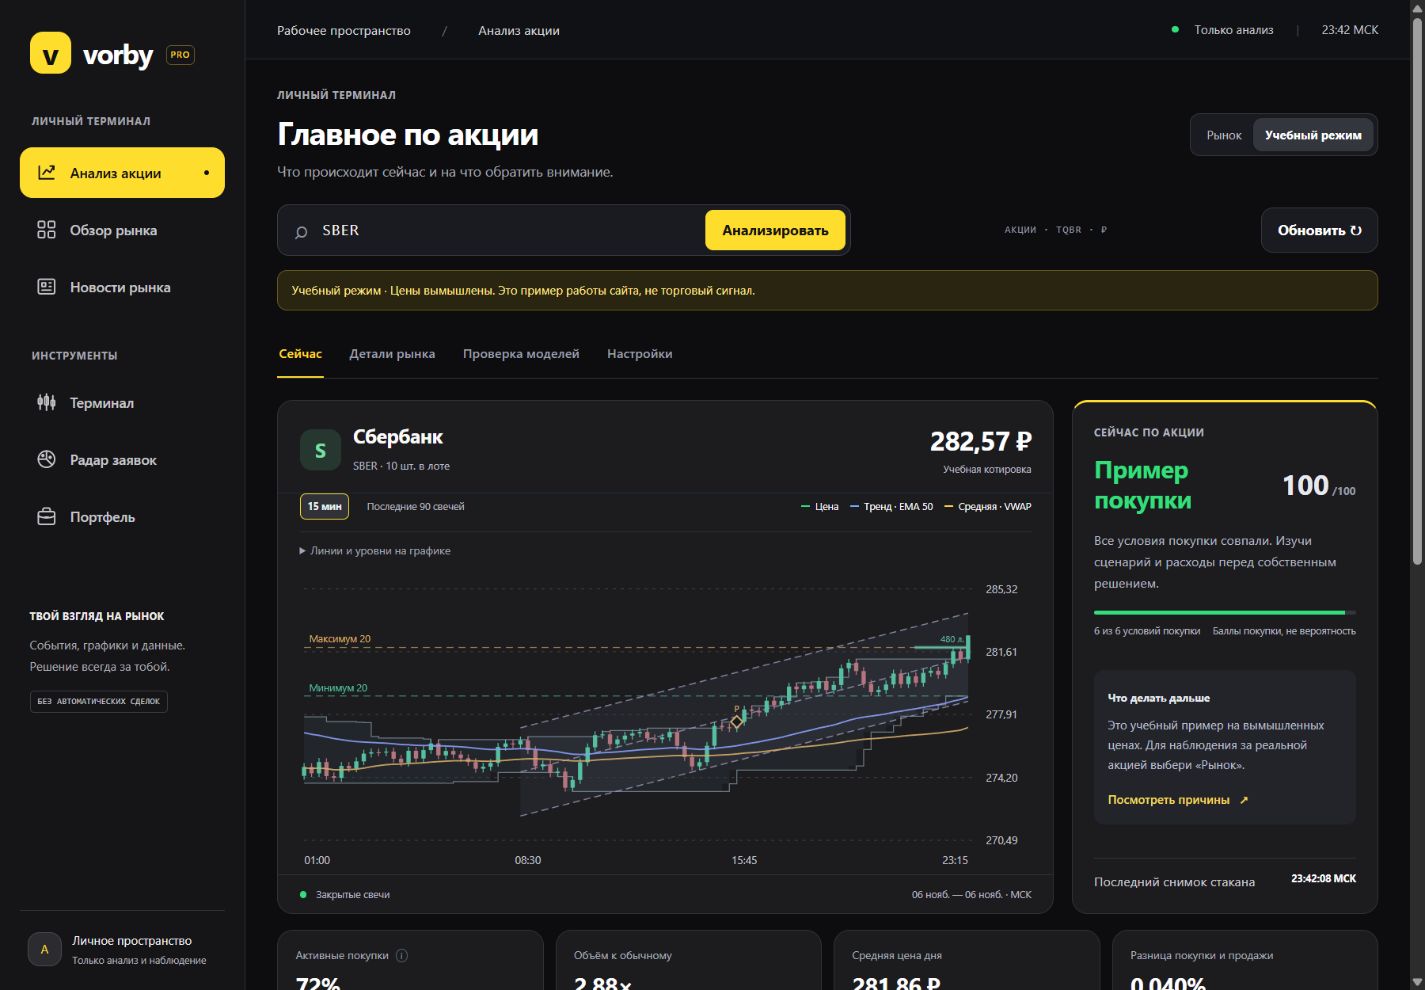 v vorby PRO
ЛИЧНЫЙ ТЕРМИНАЛ
Анализ акции
Обзор рынка
Новости рынка
ИНСТРУМЕНТЫ
Терминал
Радар заявок
Портфель
ТВОЙ ВЗГЛЯД НА РЫНОК
События, графики и данные.
Решение всегда за тобой.
БЕЗ АВТОМАТИЧЕСКИХ СДЕЛОК
А
Личное пространство
Только анализ и наблюдение
Рабочее пространство / Анализ акции
Только анализ | 23:42 МСК
ЛИЧНЫЙ ТЕРМИНАЛ
Главное по акции
Что происходит сейчас и на что обратить внимание.
Рынок Учебный режим
SBER Анализировать
АКЦИИ · TQBR · ₽
Обновить ↻
Учебный режим · Цены вымышлены. Это пример работы сайта, не торговый сигнал.
Сейчас Детали рынка Проверка моделей Настройки
S
Сбербанк
SBER · 10 шт. в лоте
282,57 ₽
Учебная котировка
15 мин Последние 90 свечей
Цена Тренд · EMA 50 Средняя · VWAP
▶ Линии и уровни на графике
285,32
Максимум 20
480 л.
281,61
Минимум 20
P
277,91
274,20
270,49
01:00 08:30 15:45 23:15
Закрытые свечи
06 нояб. — 06 нояб. · МСК
СЕЙЧАС ПО АКЦИИ
Пример
покупки
100 /100
Все условия покупки совпали. Изучи
сценарий и расходы перед собственным
решением.
6 из 6 условий покупки Баллы покупки, не вероятность
Что делать дальше
Это учебный пример на вымышленных
ценах. Для наблюдения за реальной
акцией выбери «Рынок».
Посмотреть причины ↗
Последний снимок стакана 23:42:08 МСК
Активные покупки i
72%
Объём к обычному
2,88×
Средняя цена дня
281,86 ₽
Разница покупки и продажи
0,040%